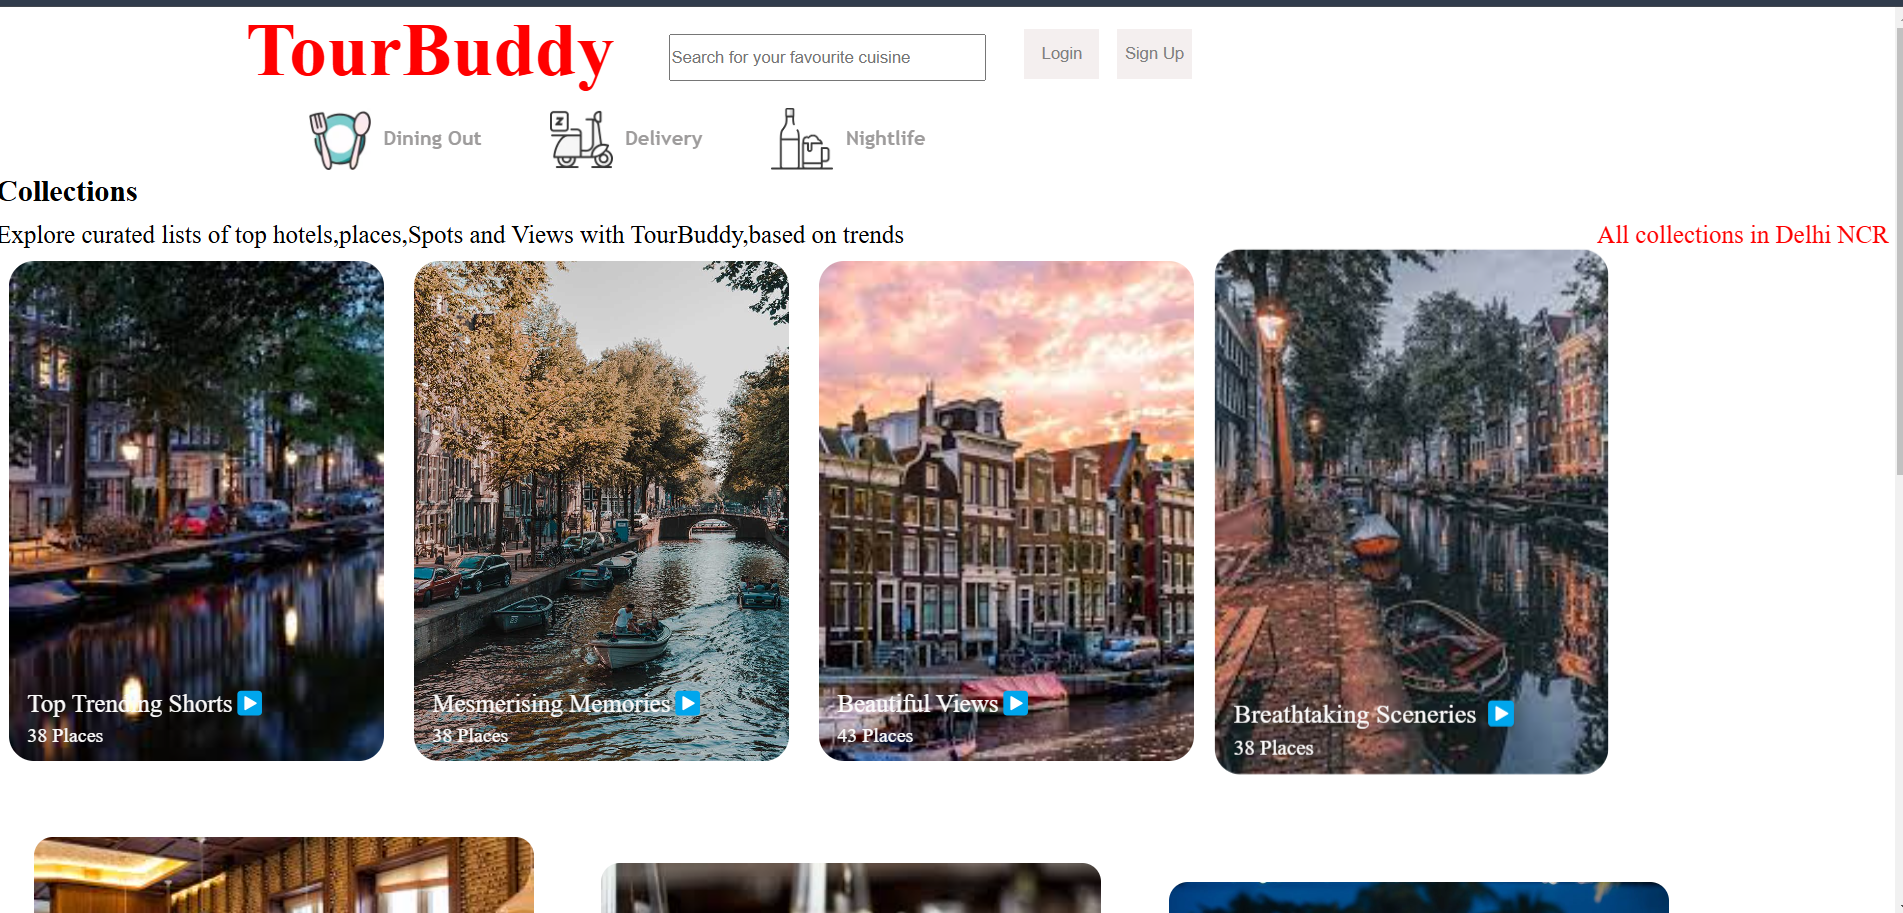 TourBuddy
Search for your favourite cuisine
Login
Sign Up
Dining Out
Z
Delivery
Nightlife
Collections
Explore curated lists of top hotels,places,Spots and Views with TourBuddy,based on trends
All collections in Delhi NCR
Top Trending Shorts
38 Places
Mesmerising Memories
38 Places
Beautiful Views
43 Places
Breathtaking Sceneries
38 Places